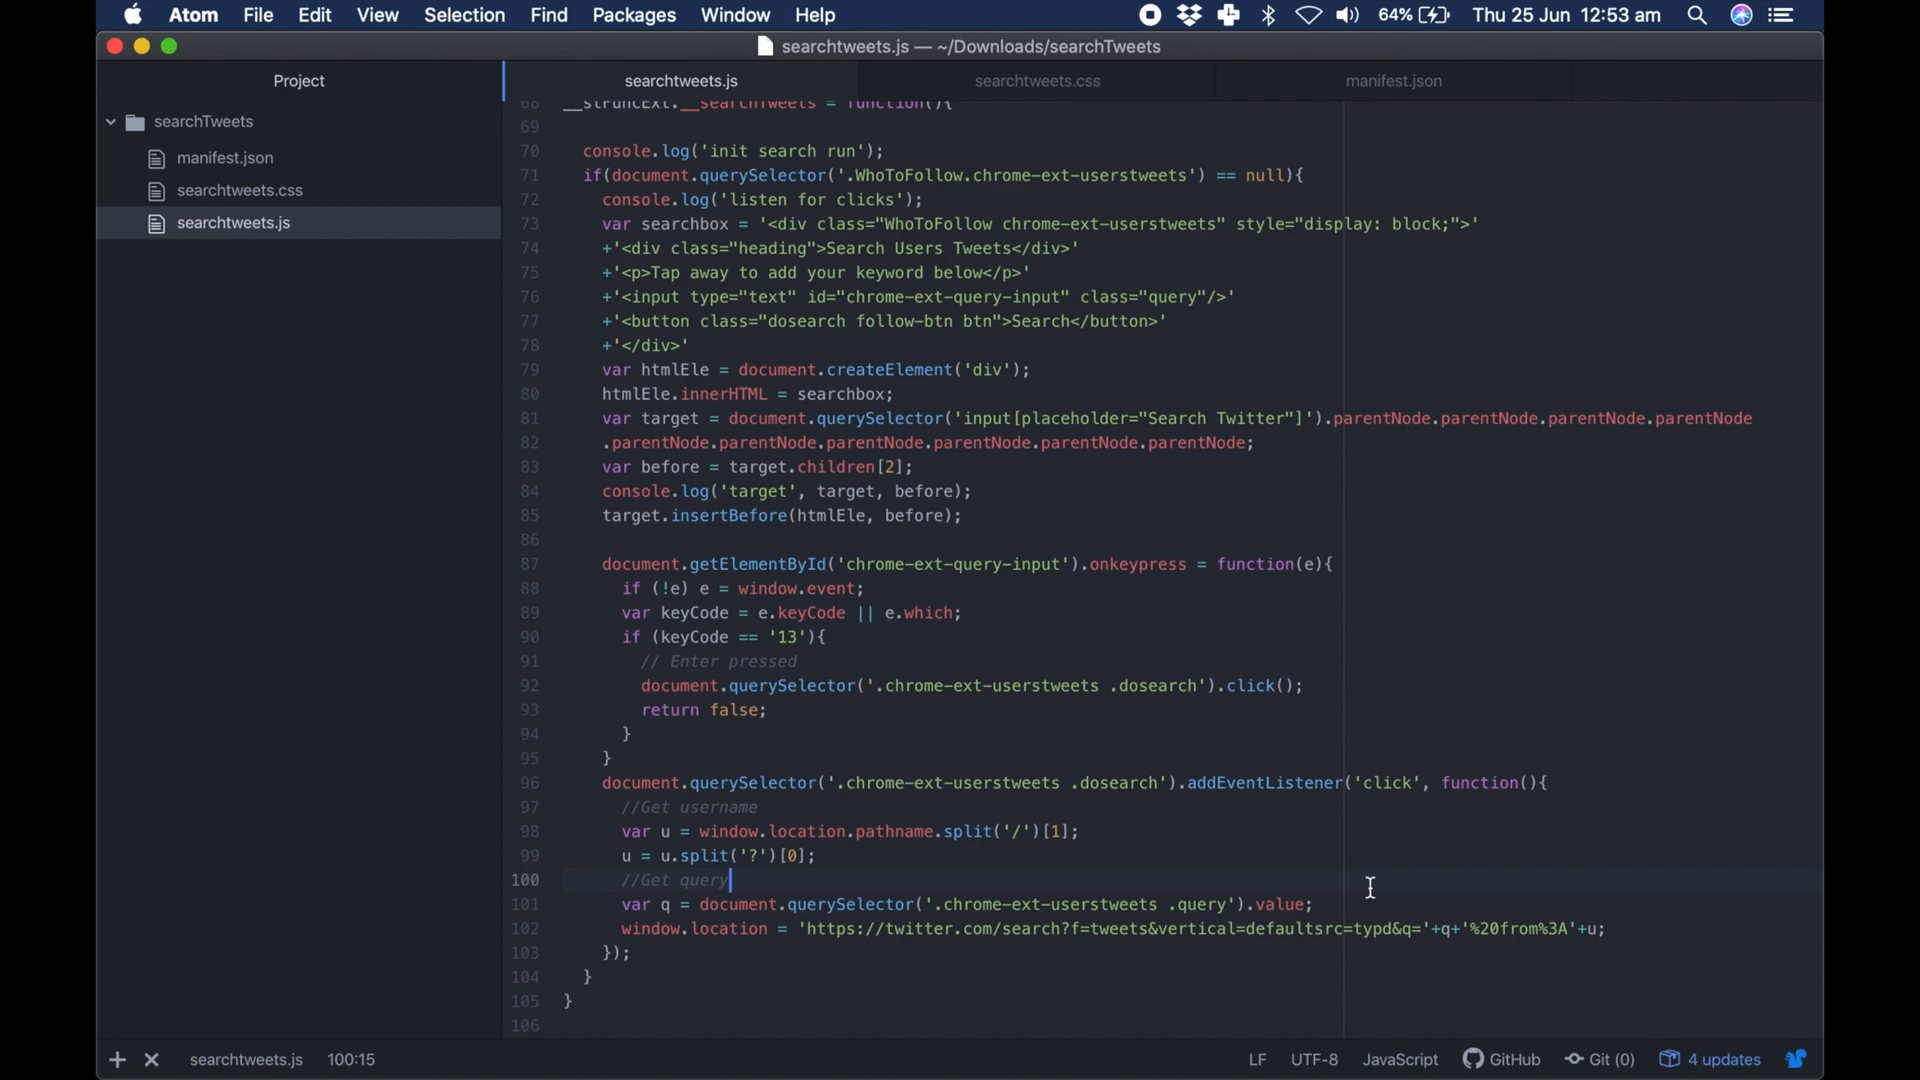 Atom File Edit View Selection Find Packages Window Help 64% Thu 25 Jun 12:53 am
searchtweets.js — ~/Downloads/searchTweets
Project searchtweets.js searchtweets.css manifest.json
searchTweets
manifest.json
searchtweets.css
searchtweets.js
68 __struncExt.__searchTweets = function(){
69
70 console.log('init search run');
71 if(document.querySelector('.WhoToFollow.chrome-ext-userstweets') == null){
72 console.log('listen for clicks');
73 var searchbox = '<div class="WhoToFollow chrome-ext-userstweets" style="display: block;">'
74 +'<div class="heading">Search Users Tweets</div>'
75 +'<p>Tap away to add your keyword below</p>'
76 +'<input type="text" id="chrome-ext-query-input" class="query"/>'
77 +'<button class="dosearch follow-btn btn">Search</button>'
78 +'</div>'
79 var htmlEle = document.createElement('div');
80 htmlEle.innerHTML = searchbox;
81 var target = document.querySelector('input[placeholder="Search Twitter"]').parentNode.parentNode.parentNode.parentNode
82 .parentNode.parentNode.parentNode.parentNode.parentNode.parentNode;
83 var before = target.children[2];
84 console.log('target', target, before);
85 target.insertBefore(htmlEle, before);
86
87 document.getElementById('chrome-ext-query-input').onkeypress = function(e){
88 if (!e) e = window.event;
89 var keyCode = e.keyCode || e.which;
90 if (keyCode == '13'){
91 // Enter pressed
92 document.querySelector('.chrome-ext-userstweets .dosearch').click();
93 return false;
94 }
95 }
96 document.querySelector('.chrome-ext-userstweets .dosearch').addEventListener('click', function(){
97 //Get username
98 var u = window.location.pathname.split('/')[1];
99 u = u.split('?')[0];
100 //Get query
101 var q = document.querySelector('.chrome-ext-userstweets .query').value;
102 window.location = 'https://twitter.com/search?f=tweets&vertical=defaultsrc=typd&q='+q+'%20from%3A'+u;
103 });
104 }
105 }
106
searchtweets.js 100:15 LF UTF-8 JavaScript GitHub Git (0) 4 updates